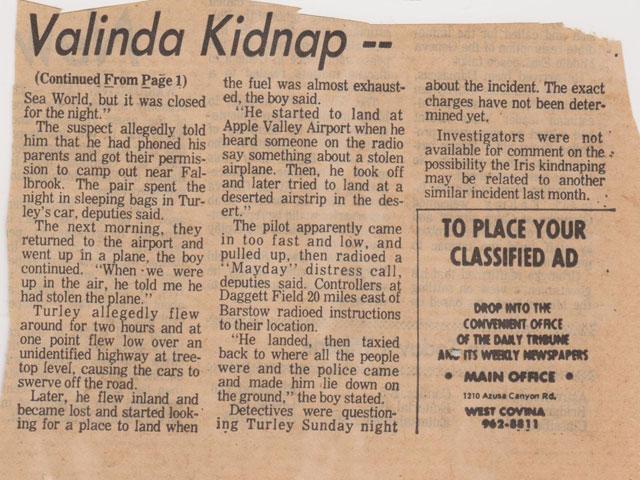 Valinda Kidnap --
(Continued From Page 1)
Sea World, but it was closed
for the night."
The suspect allegedly told
him that he had phoned his
parents and got their permis-
sion to camp out near Fal-
lbrook. The pair spent the
night in sleeping bags in Tur-
ley's car, deputies said.
The next morning, they
returned to the airport and
went up in a plane, the boy
continued. "When we were
up in the air, he told me he
had stolen the plane."
Turley allegedly flew
around for two hours and at
one point flew low over an
unidentified highway at tree-
top level, causing the cars to
swerve off the road.
Later, he flew inland and
became lost and started look-
ing for a place to land when
the fuel was almost exhaust-
ed, the boy said.
"He started to land at
Apple Valley Airport when he
heard someone on the radio
say something about a stolen
airplane. Then, he took off
and later tried to land at a
deserted airstrip in the des-
ert."
The pilot apparently came
in too fast and low, and
pulled up, then radioed a
"Mayday" distress call,
deputies said. Controllers at
Daggett Field 20 miles east of
Barstow radioed instructions
to their location.
"He landed, then taxied
back to where all the people
were and the police came
and made him lie down on
the ground," the boy stated.
Detectives were question-
ing Turley Sunday night
about the incident. The exact
charges have not been deter-
mined yet.
Investigators were not
available for comment on the
possibility the Iris kindnaping
may be related to another
similar incident last month.
TO PLACE YOUR
CLASSIFIED AD
DROP INTO THE
CONVENIENT OFFICE
OF THE DAILY TRIBUNE
AND ITS WEEKLY NEWSPAPERS
• MAIN OFFICE •
1210 Azusa Canyon Rd.
WEST COVINA
962-8811